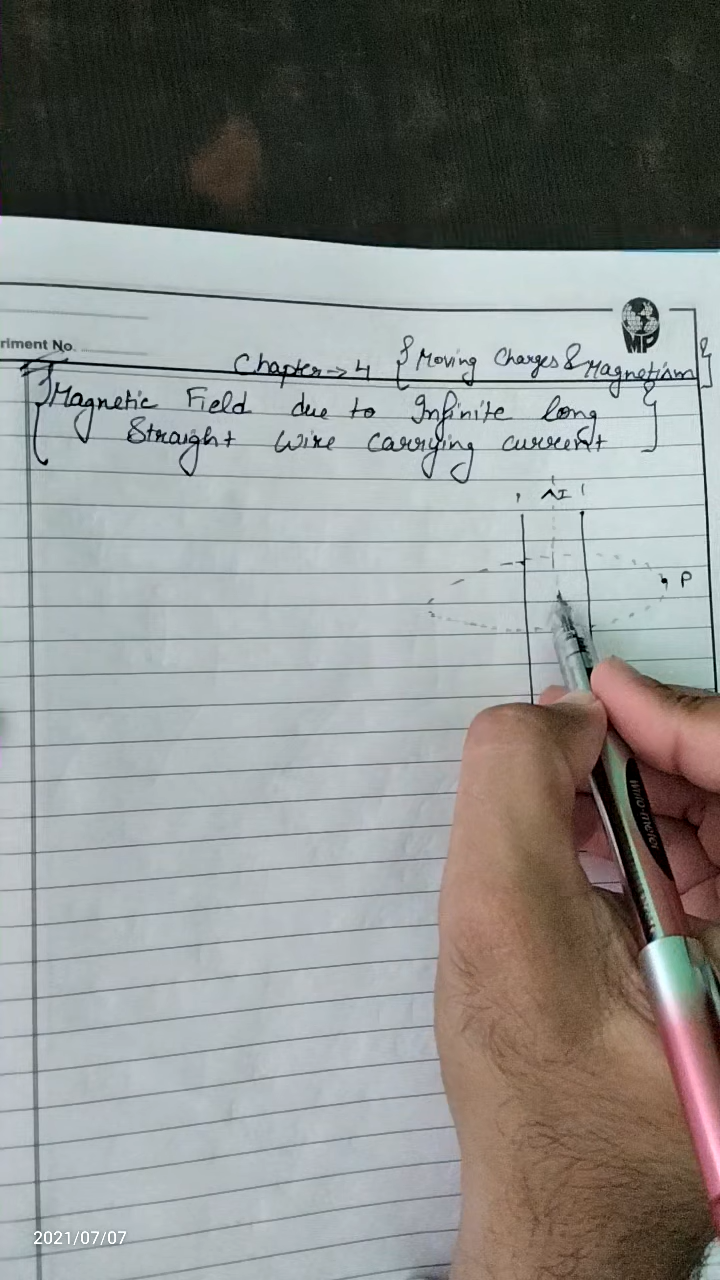 MP
riment No.
Chapter → 4 { Moving Charges & Magnetism }
{ Magnetic Field due to Infinite long
Straight Wire carrying current }
I
P
2021/07/07